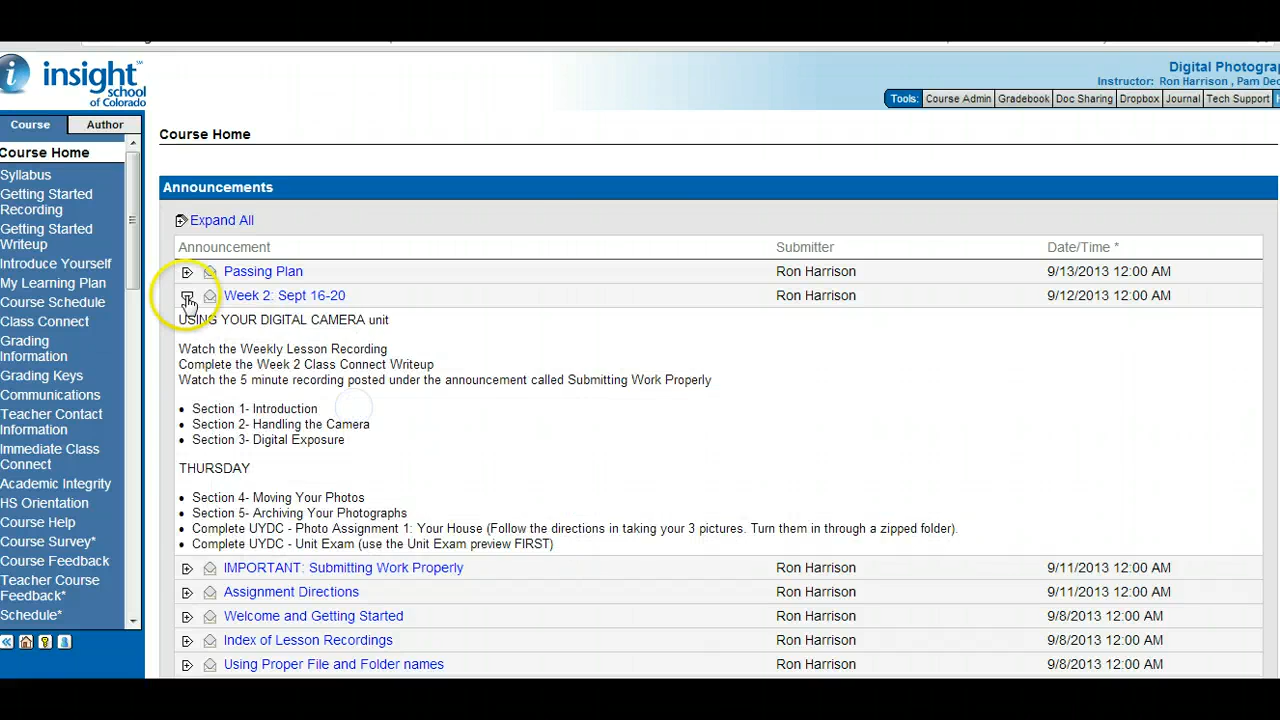 insight
school
of Colorado
Digital Photograp
Instructor: Ron Harrison , Pam Dec
Tools: Course Admin Gradebook Doc Sharing Dropbox Journal Tech Support
Course Author
Course Home
Syllabus
Getting Started
Recording
Getting Started
Writeup
Introduce Yourself
My Learning Plan
Course Schedule
Class Connect
Grading
Information
Grading Keys
Communications
Teacher Contact
Information
Immediate Class
Connect
Academic Integrity
HS Orientation
Course Help
Course Survey*
Course Feedback
Teacher Course
Feedback*
Schedule*
Course Home
Announcements
Expand All
Announcement Submitter Date/Time *
Passing Plan Ron Harrison 9/13/2013 12:00 AM
Week 2: Sept 16-20 Ron Harrison 9/12/2013 12:00 AM
USING YOUR DIGITAL CAMERA unit
Watch the Weekly Lesson Recording
Complete the Week 2 Class Connect Writeup
Watch the 5 minute recording posted under the announcement called Submitting Work Properly
• Section 1- Introduction
• Section 2- Handling the Camera
• Section 3- Digital Exposure
THURSDAY
• Section 4- Moving Your Photos
• Section 5- Archiving Your Photographs
• Complete UYDC - Photo Assignment 1: Your House (Follow the directions in taking your 3 pictures. Turn them in through a zipped folder).
• Complete UYDC - Unit Exam (use the Unit Exam preview FIRST)
IMPORTANT: Submitting Work Properly Ron Harrison 9/11/2013 12:00 AM
Assignment Directions Ron Harrison 9/11/2013 12:00 AM
Welcome and Getting Started Ron Harrison 9/8/2013 12:00 AM
Index of Lesson Recordings Ron Harrison 9/8/2013 12:00 AM
Using Proper File and Folder names Ron Harrison 9/8/2013 12:00 AM